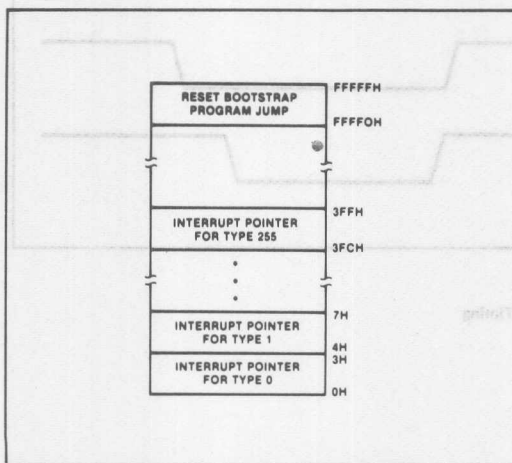 RESET BOOTSTRAP
PROGRAM JUMP
FFFFFH
FFFF0H
3FFH
INTERRUPT POINTER
FOR TYPE 255
3FCH
7H
INTERRUPT POINTER
FOR TYPE 1
4H
3H
INTERRUPT POINTER
FOR TYPE 0
0H
Timing